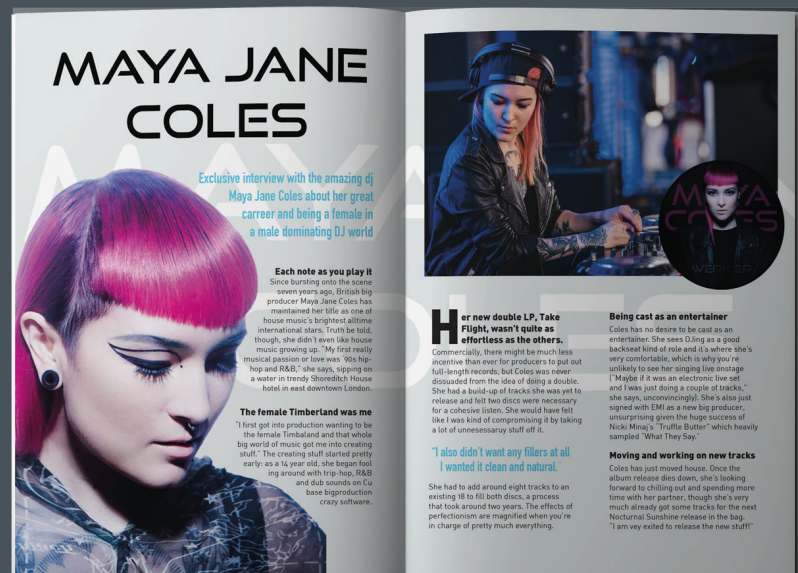 MAYA JANE
COLES
Exclusive interview with the amazing dj
Maya Jane Coles about her great
carreer and being a female in
a male dominating DJ world
Each note as you play it
Since bursting onto the scene
seven years ago, British big
producer Maya Jane Coles has
maintained her title as one of
house music's brightest alltime
international stars. Truth be told,
though, she didn't even like house
music growing up. "My first really
musical passion or love was '90s hip-
hop and R&B," she says, sipping on
a water in trendy Shoreditch House
hotel in east downtown London.
The female Timberland was me
"I first got into production wanting to be
the female Timbaland and that whole
big world of music got me into creating
stuff." The creating stuff started pretty
early: as a 14 year old, she began fool
ing around with trip-hop, R&B
and dub sounds on Cu
base bigproduction
crazy software.
MAYA
COLES
WERK EP
Her new double LP, Take
Flight, wasn't quite as
effortless as the others.
Commercially, there might be much less
incentive than ever for producers to put out
full-length records, but Coles was never
dissuaded from the idea of doing a double.
She had a build-up of tracks she was yet to
release and felt two discs were necessary
for a cohesive listen. She would have felt
like I was kind of compromising it by taking
a lot of unnesessaruy stuff off it.
"I also didn't want any fillers at all
I wanted it clean and natural."
She had to add around eight tracks to an
existing 18 to fill both discs, a process
that took around two years. The effects of
perfectionism are magnified when you're
in charge of pretty much everything.
Being cast as an entertainer
Coles has no desire to be cast as an
entertainer. She sees DJing as a good
backseat kind of role and it's where she's
very comfortable, which is why you're
unlikely to see her singing live onstage
("Maybe if it was an electronic live set
and I was just doing a couple of tracks,"
she says, unconvincingly). She's also just
signed with EMI as a new big producer,
unsurprising given the huge success of
Nicki Minaj's "Truffle Butter" which heavily
sampled "What They Say."
Moving and working on new tracks
Coles has just moved house. Once the
album release dies down, she's looking
forward to chilling out and spending more
time with her partner, though she's very
much already got some tracks for the next
Nocturnal Sunshine release in the bag.
"I am vey exited to release the new stuff!"